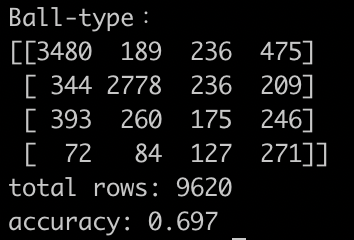 Ball-type：
[[3480  189  236  475]
 [ 344 2778  236  209]
 [ 393  260  175  246]
 [  72   84  127  271]]
total rows: 9620
accuracy: 0.697